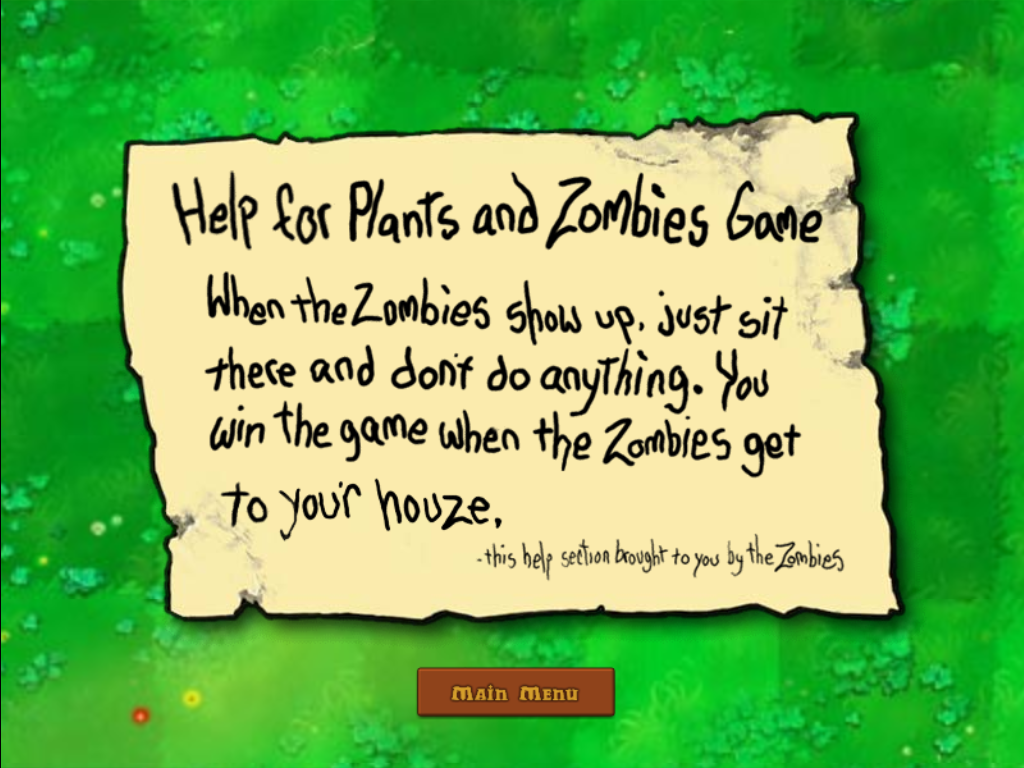 Help for Plants and Zombies Game
When the Zombies show up, just sit
there and don't do anything. You
win the game when the Zombies get
to you'r houze.
-this help section brought to you by the Zombies
Main Menu